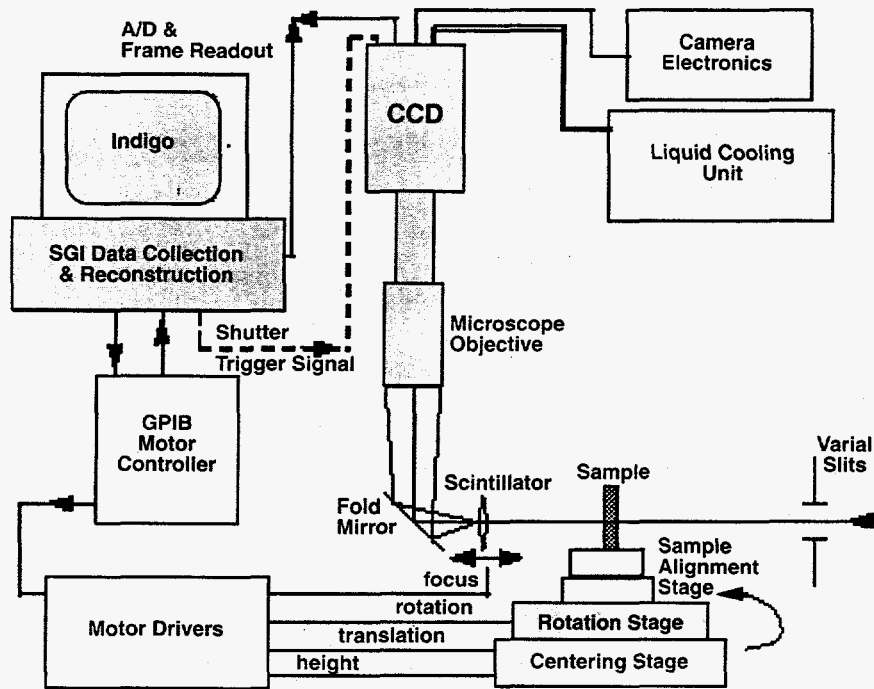 A/D &
Frame Readout
Camera
Electronics
CCD
Indigo
Liquid Cooling
Unit
SGI Data Collection
& Reconstruction
Shutter
Trigger Signal
Microscope
Objective
GPIB
Motor
Controller
Fold
Mirror
Scintillator
Sample
Varial
Slits
focus
Sample
Alignment
Stage
rotation
Motor Drivers
translation
Rotation Stage
height
Centering Stage